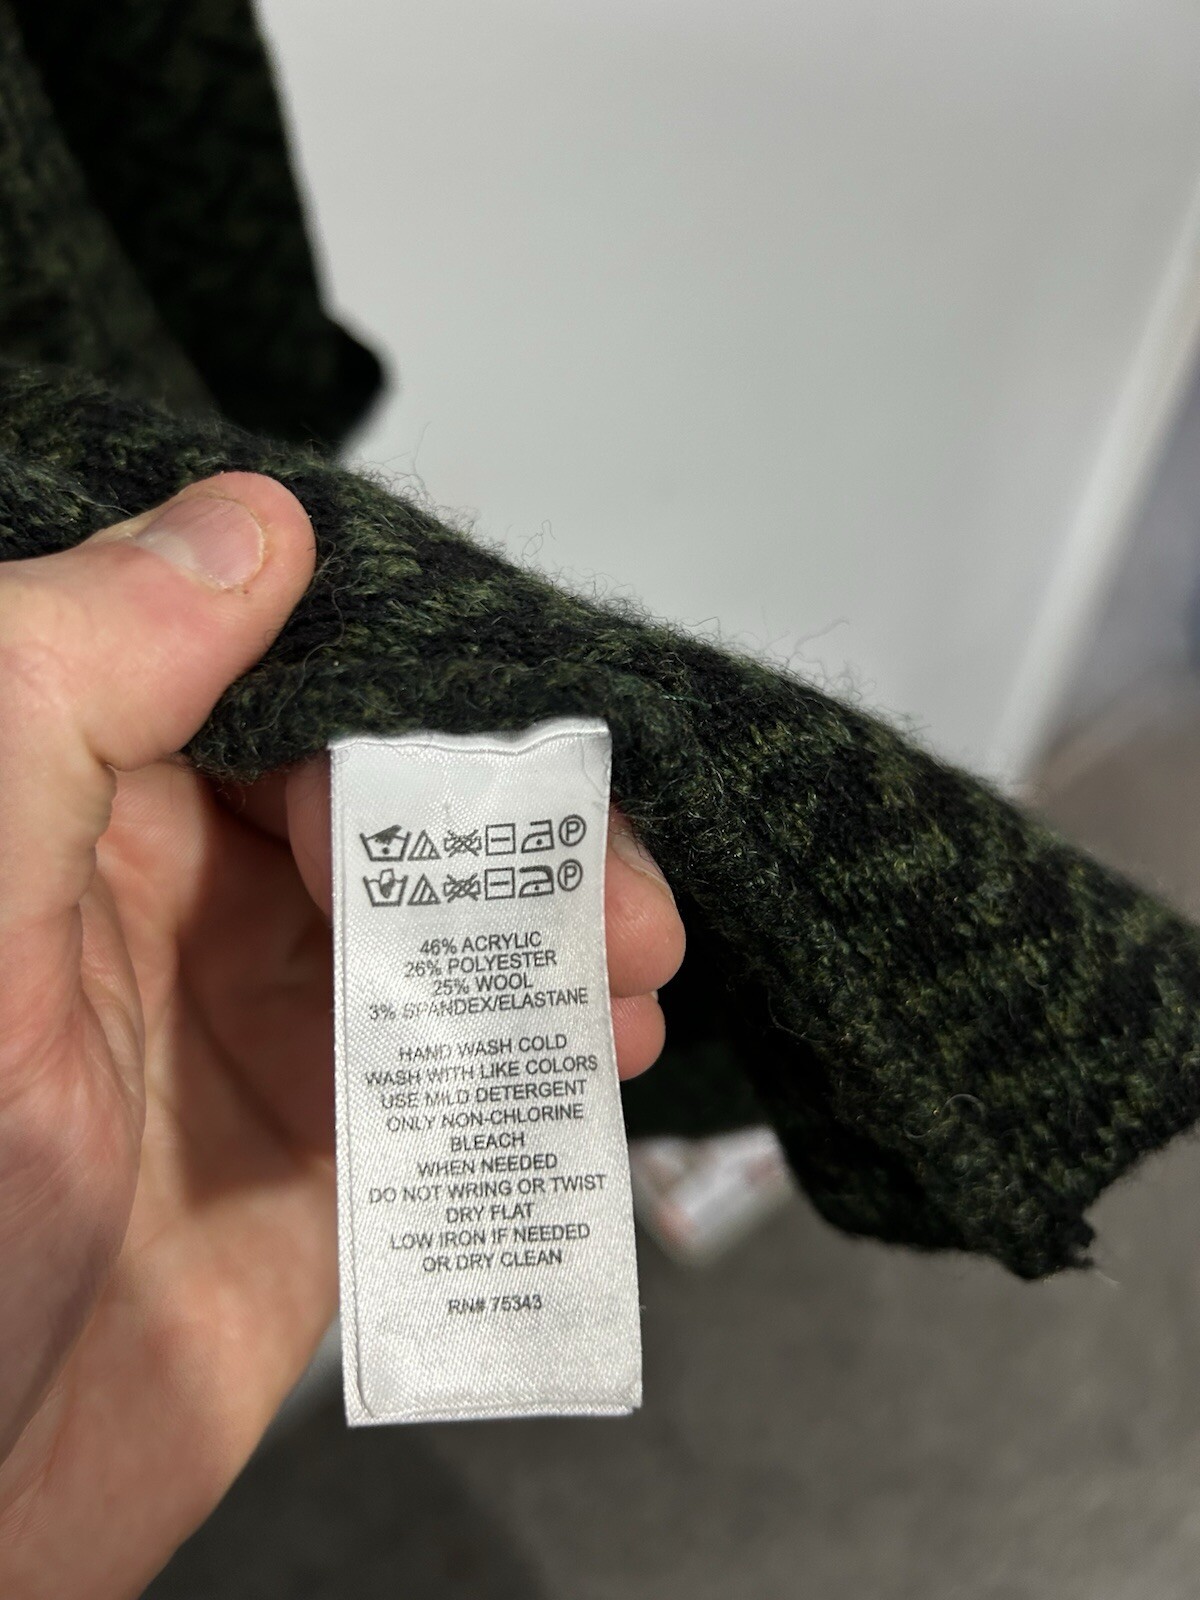 P
P
46% ACRYLIC
26% POLYESTER
25% WOOL
3% SPANDEX/ELASTANE
HAND WASH COLD
WASH WITH LIKE COLORS
USE MILD DETERGENT
ONLY NON-CHLORINE
BLEACH
WHEN NEEDED
DO NOT WRING OR TWIST
DRY FLAT
LOW IRON IF NEEDED
OR DRY CLEAN
RN# 75343